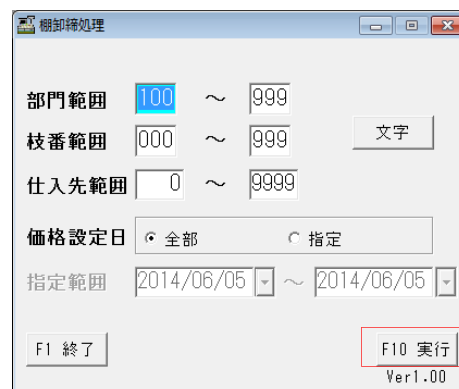 棚卸締処理
部門範囲 100 ～ 999
枝番範囲 000 ～ 999 文字
仕入先範囲 0 ～ 9999
価格設定日 全部 指定
指定範囲 2014/06/05 ～ 2014/06/05
F1 終了 F10 実行
Ver1.00